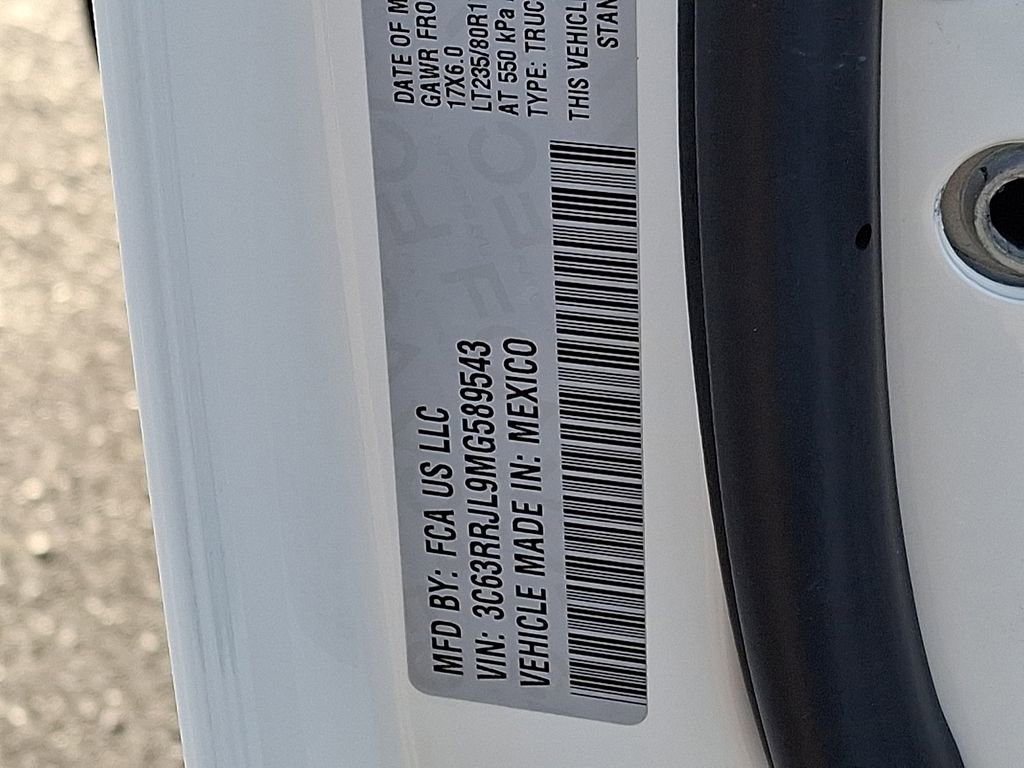 MFD BY: FCA US LLC
VIN: 3C63RRJL9MG589543
VEHICLE MADE IN: MEXICO
DATE OF M
GAWR FRO
17X6.0
LT235/80R1
AT 550 kPa
TYPE: TRUC
THIS VEHICL
STAN